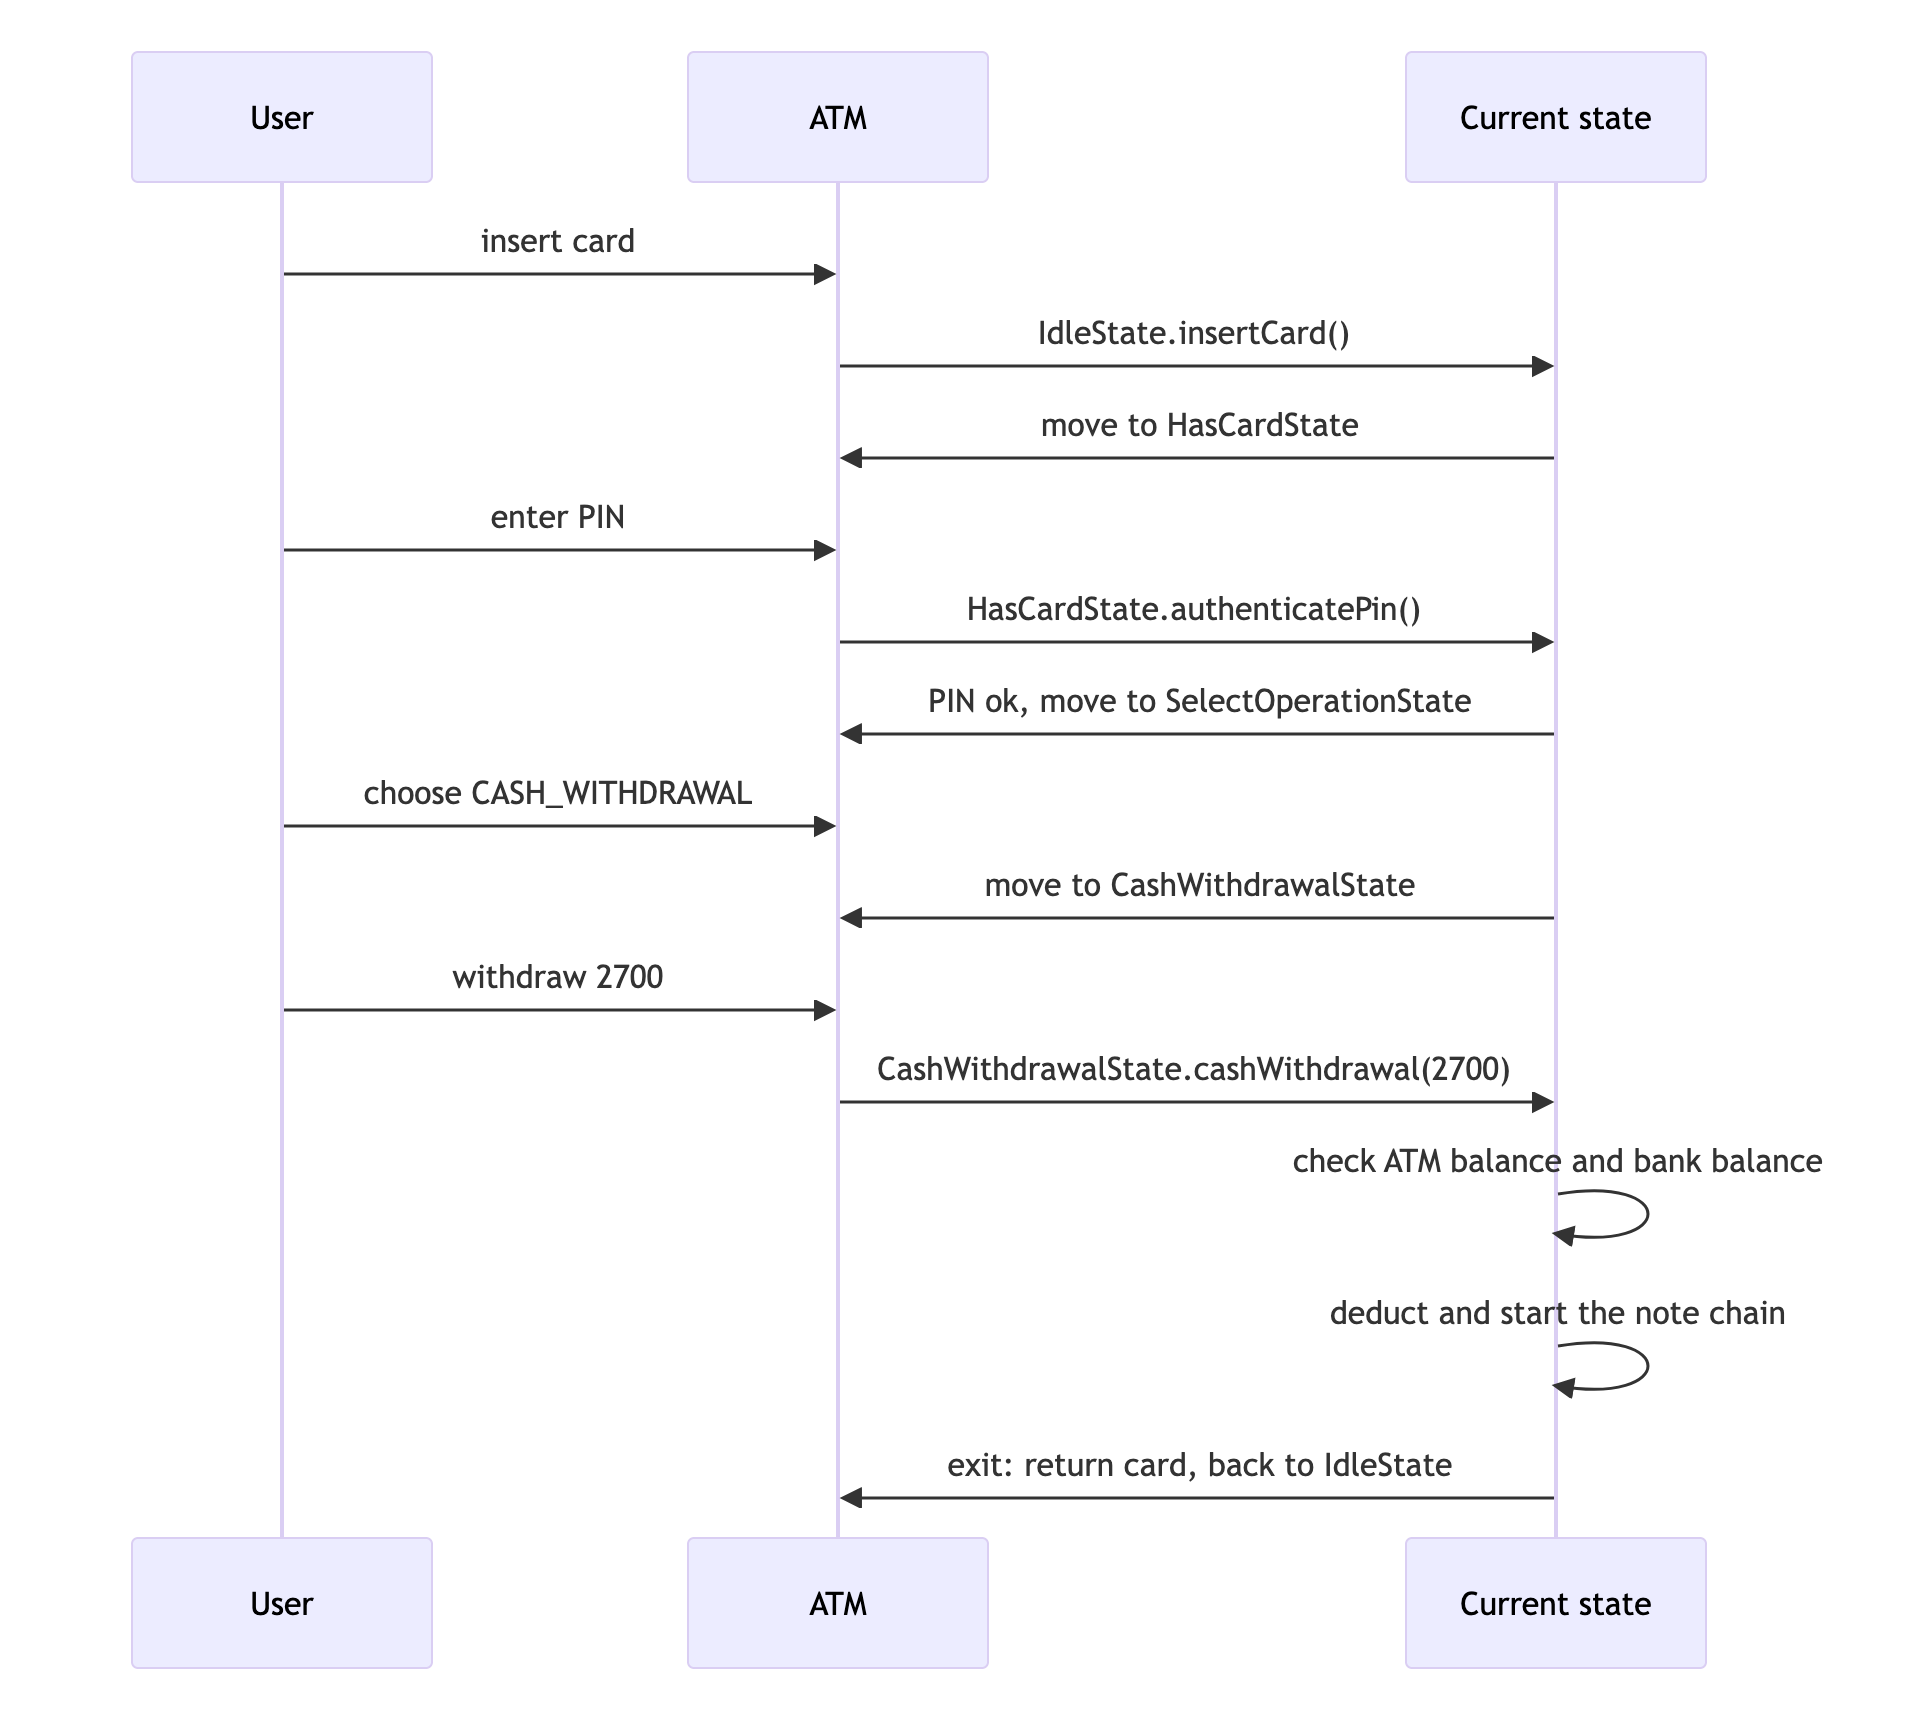 User
ATM
Current state
insert card
IdleState.insertCard()
move to HasCardState
enter PIN
HasCardState.authenticatePin()
PIN ok, move to SelectOperationState
choose CASH_WITHDRAWAL
move to CashWithdrawalState
withdraw 2700
CashWithdrawalState.cashWithdrawal(2700)
check ATM balance and bank balance
deduct and start the note chain
exit: return card, back to IdleState
User
ATM
Current state